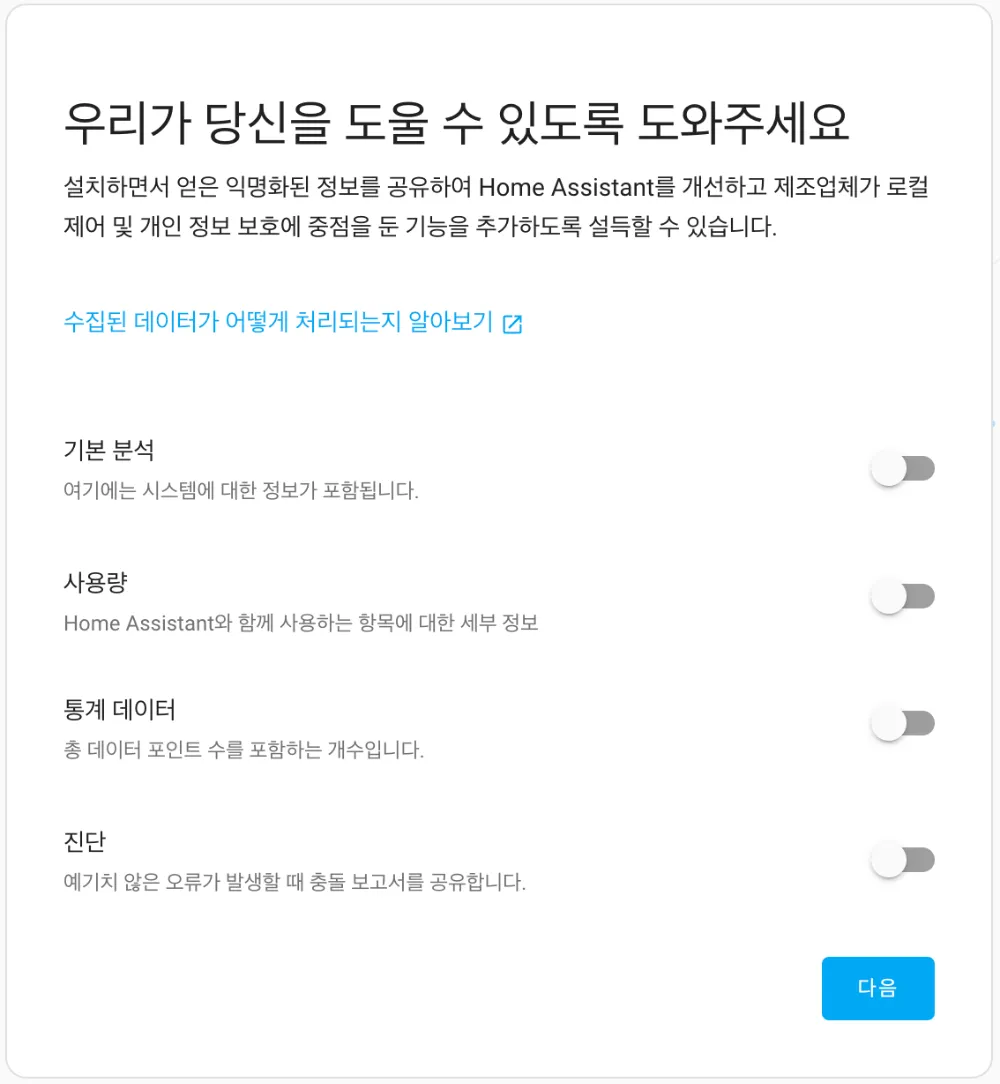 우리가 당신을 도울 수 있도록 도와주세요
설치하면서 얻은 익명화된 정보를 공유하여 Home Assistant를 개선하고 제조업체가 로컬
제어 및 개인 정보 보호에 중점을 둔 기능을 추가하도록 설득할 수 있습니다.
수집된 데이터가 어떻게 처리되는지 알아보기
기본 분석
여기에는 시스템에 대한 정보가 포함됩니다.
사용량
Home Assistant와 함께 사용하는 항목에 대한 세부 정보
통계 데이터
총 데이터 포인트 수를 포함하는 개수입니다.
진단
예기치 않은 오류가 발생할 때 충돌 보고서를 공유합니다.
다음